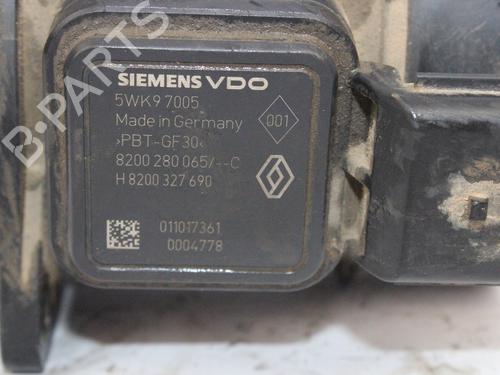 SIEMENS VDO
5WK9 7005
Made in Germany
001
>PBT-GF30<
8200 280 065/--C
H 8200 327 690
011017361
0004778
B-PARTS